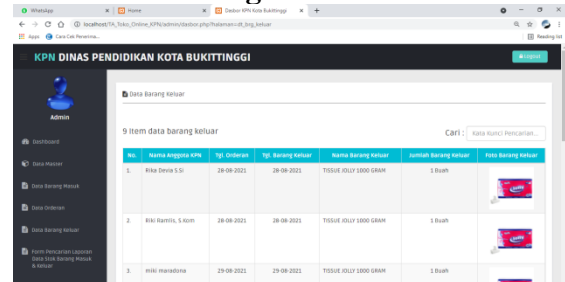 WhatsApp
Home
Dasbor KPN Kota Bukittinggi
localhost/TA_Toko_Online_KPN/admin/dasbor.php?halaman=dt_brg_keluar
Apps
Cara Cek Penerima...
Reading list
KPN DINAS PENDIDIKAN KOTA BUKITTINGGI
Logout
Admin
Dashboard
Data Master
Data Barang Masuk
Data Orderan
Data Barang Keluar
Form Pencarian Laporan
Data Stok Barang Masuk
& Keluar
Data Barang Keluar
9 Item data barang keluar
Cari : Kata Kunci Pencarian...
No. Nama Anggota KPN Tgl. Orderan Tgl. Barang Keluar Nama Barang Keluar Jumlah Barang Keluar Foto Barang Keluar
1. Rika Devia S.Si 28-08-2021 28-08-2021 TISSUE JOLLY 1000 GRAM 1 Buah
2. Riki Ramlis, S.Kom 28-08-2021 28-08-2021 TISSUE JOLLY 1000 GRAM 1 Buah
3. miki maradona 29-08-2021 29-08-2021 TISSUE JOLLY 1000 GRAM 1 Buah